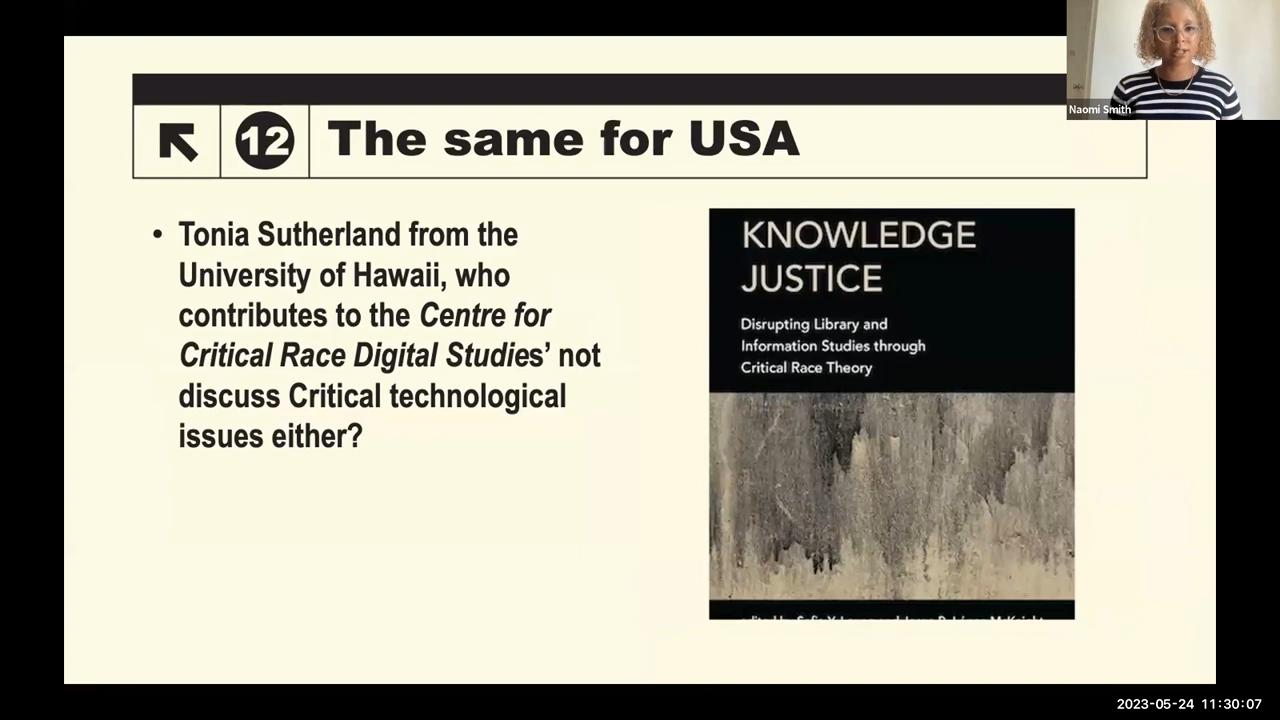 Naomi Smith
12 The same for USA
• Tonia Sutherland from the
University of Hawaii, who
contributes to the Centre for
Critical Race Digital Studies’ not
discuss Critical technological
issues either?
KNOWLEDGE
JUSTICE
Disrupting Library and
Information Studies through
Critical Race Theory
2023-05-24 11:30:07